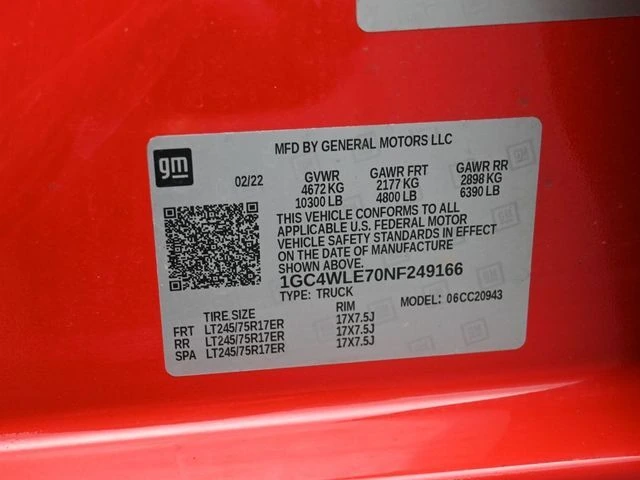 MFD BY GENERAL MOTORS LLC
gm
02/22 GVWR GAWR FRT GAWR RR
4672 KG 2177 KG 2898 KG
10300 LB 4800 LB 6390 LB
THIS VEHICLE CONFORMS TO ALL
APPLICABLE U.S. FEDERAL MOTOR
VEHICLE SAFETY STANDARDS IN EFFECT
ON THE DATE OF MANUFACTURE
SHOWN ABOVE.
1GC4WLE70NF249166
TYPE: TRUCK MODEL: 06CC20943
TIRE SIZE RIM
FRT LT245/75R17ER 17X7.5J
RR LT245/75R17ER 17X7.5J
SPA LT245/75R17ER 17X7.5J